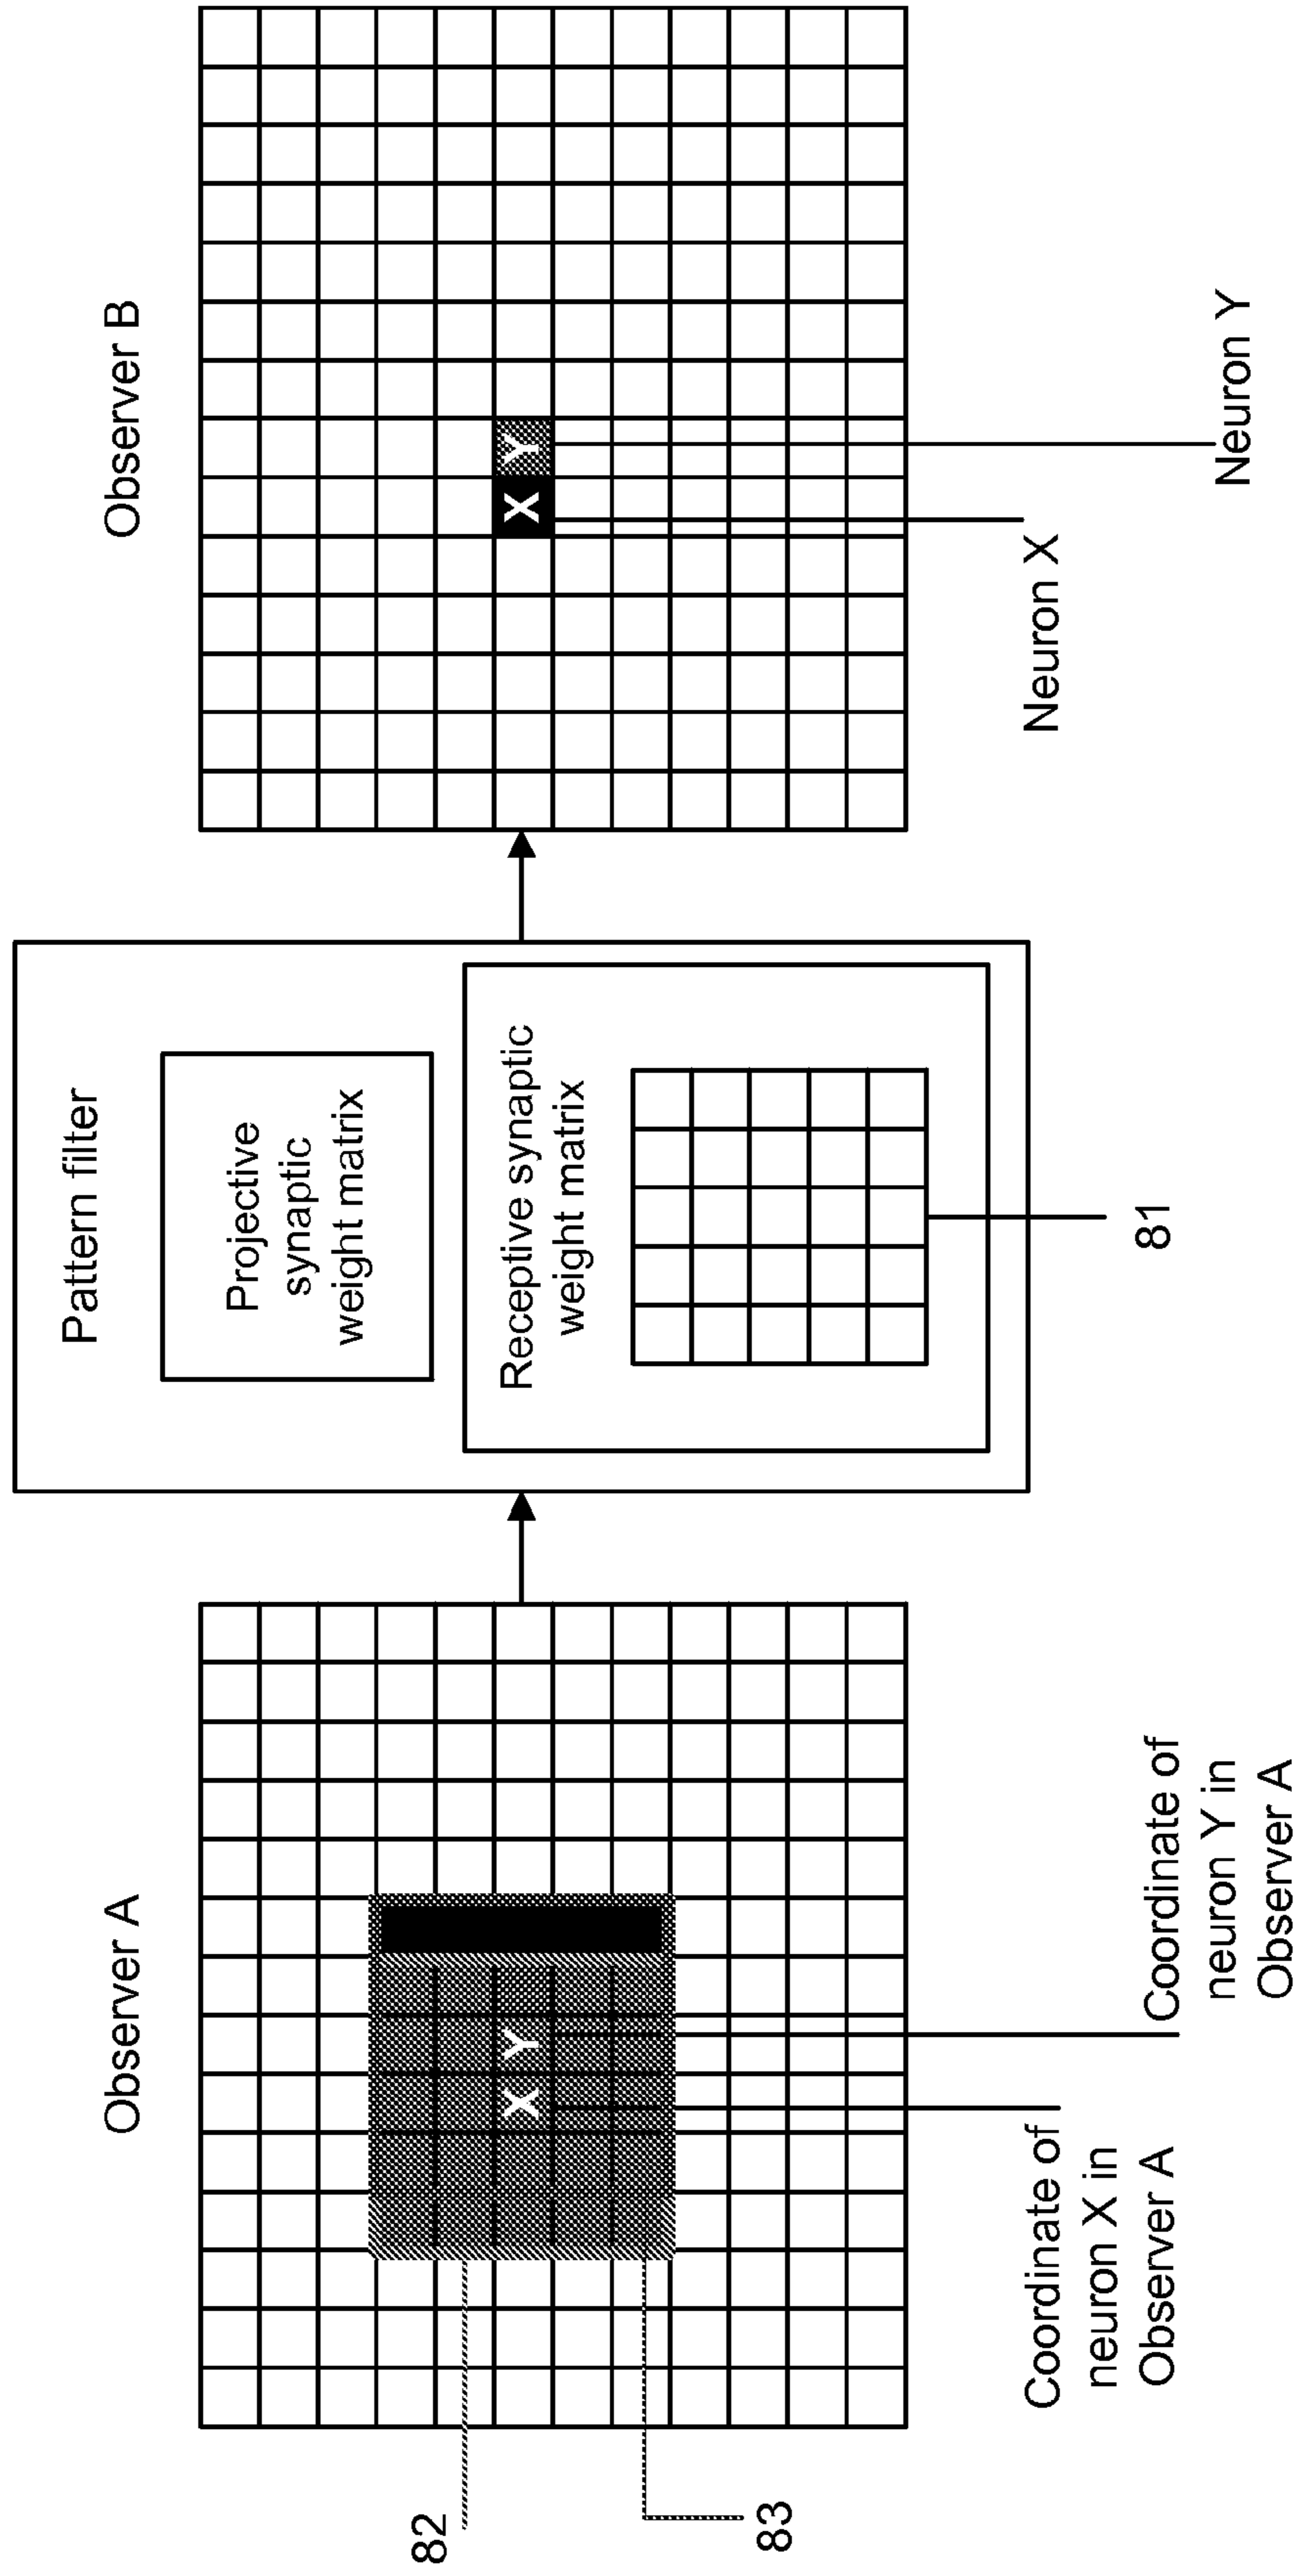 Observer A
X Y
82
83
Coordinate of
neuron X in
Observer A
Coordinate of
neuron Y in
Observer A
Pattern filter
Projective
synaptic
weight matrix
Receptive synaptic
weight matrix
81
Observer B
X Y
Neuron X
Neuron Y